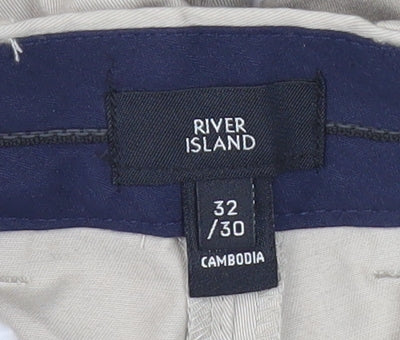 RIVER
ISLAND
32
/30
CAMBODIA